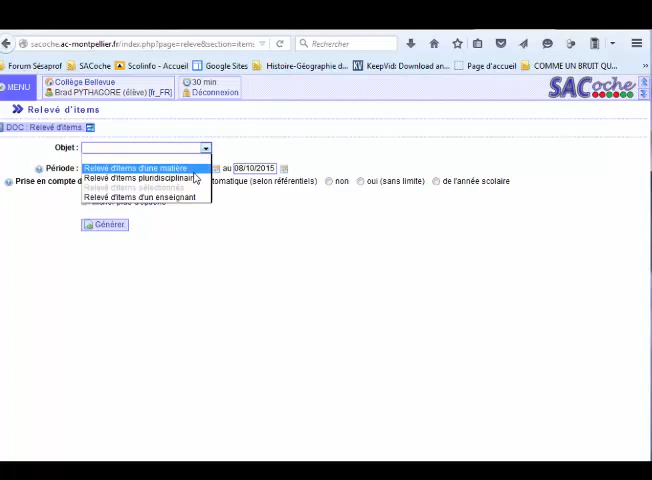 sacoche.ac-montpellier.fr/index.php?page=releve&section=items
Rechercher
Forum Sésaprof SACoche Scolinfo - Accueil Google Sites Histoire-Géographie d... KeepVid: Download an... Page d'accueil COMME UN BRUIT QU... »
MENU
Collège Bellevue
Brad PYTHAGORE (élève) [fr_FR]
30 min
Déconnexion
SACoche
Relevé d'items
DOC : Relevé d'items.
Objet :
Relevé d'items d'une matière
Période : au 08/10/2015
Relevé d'items pluridisciplinaire
Prise en compte d tomatique (selon référentiels) non oui (sans limite) de l'année scolaire
Relevé d'items sélectionnés
Relevé d'items d'un enseignant
Générer.